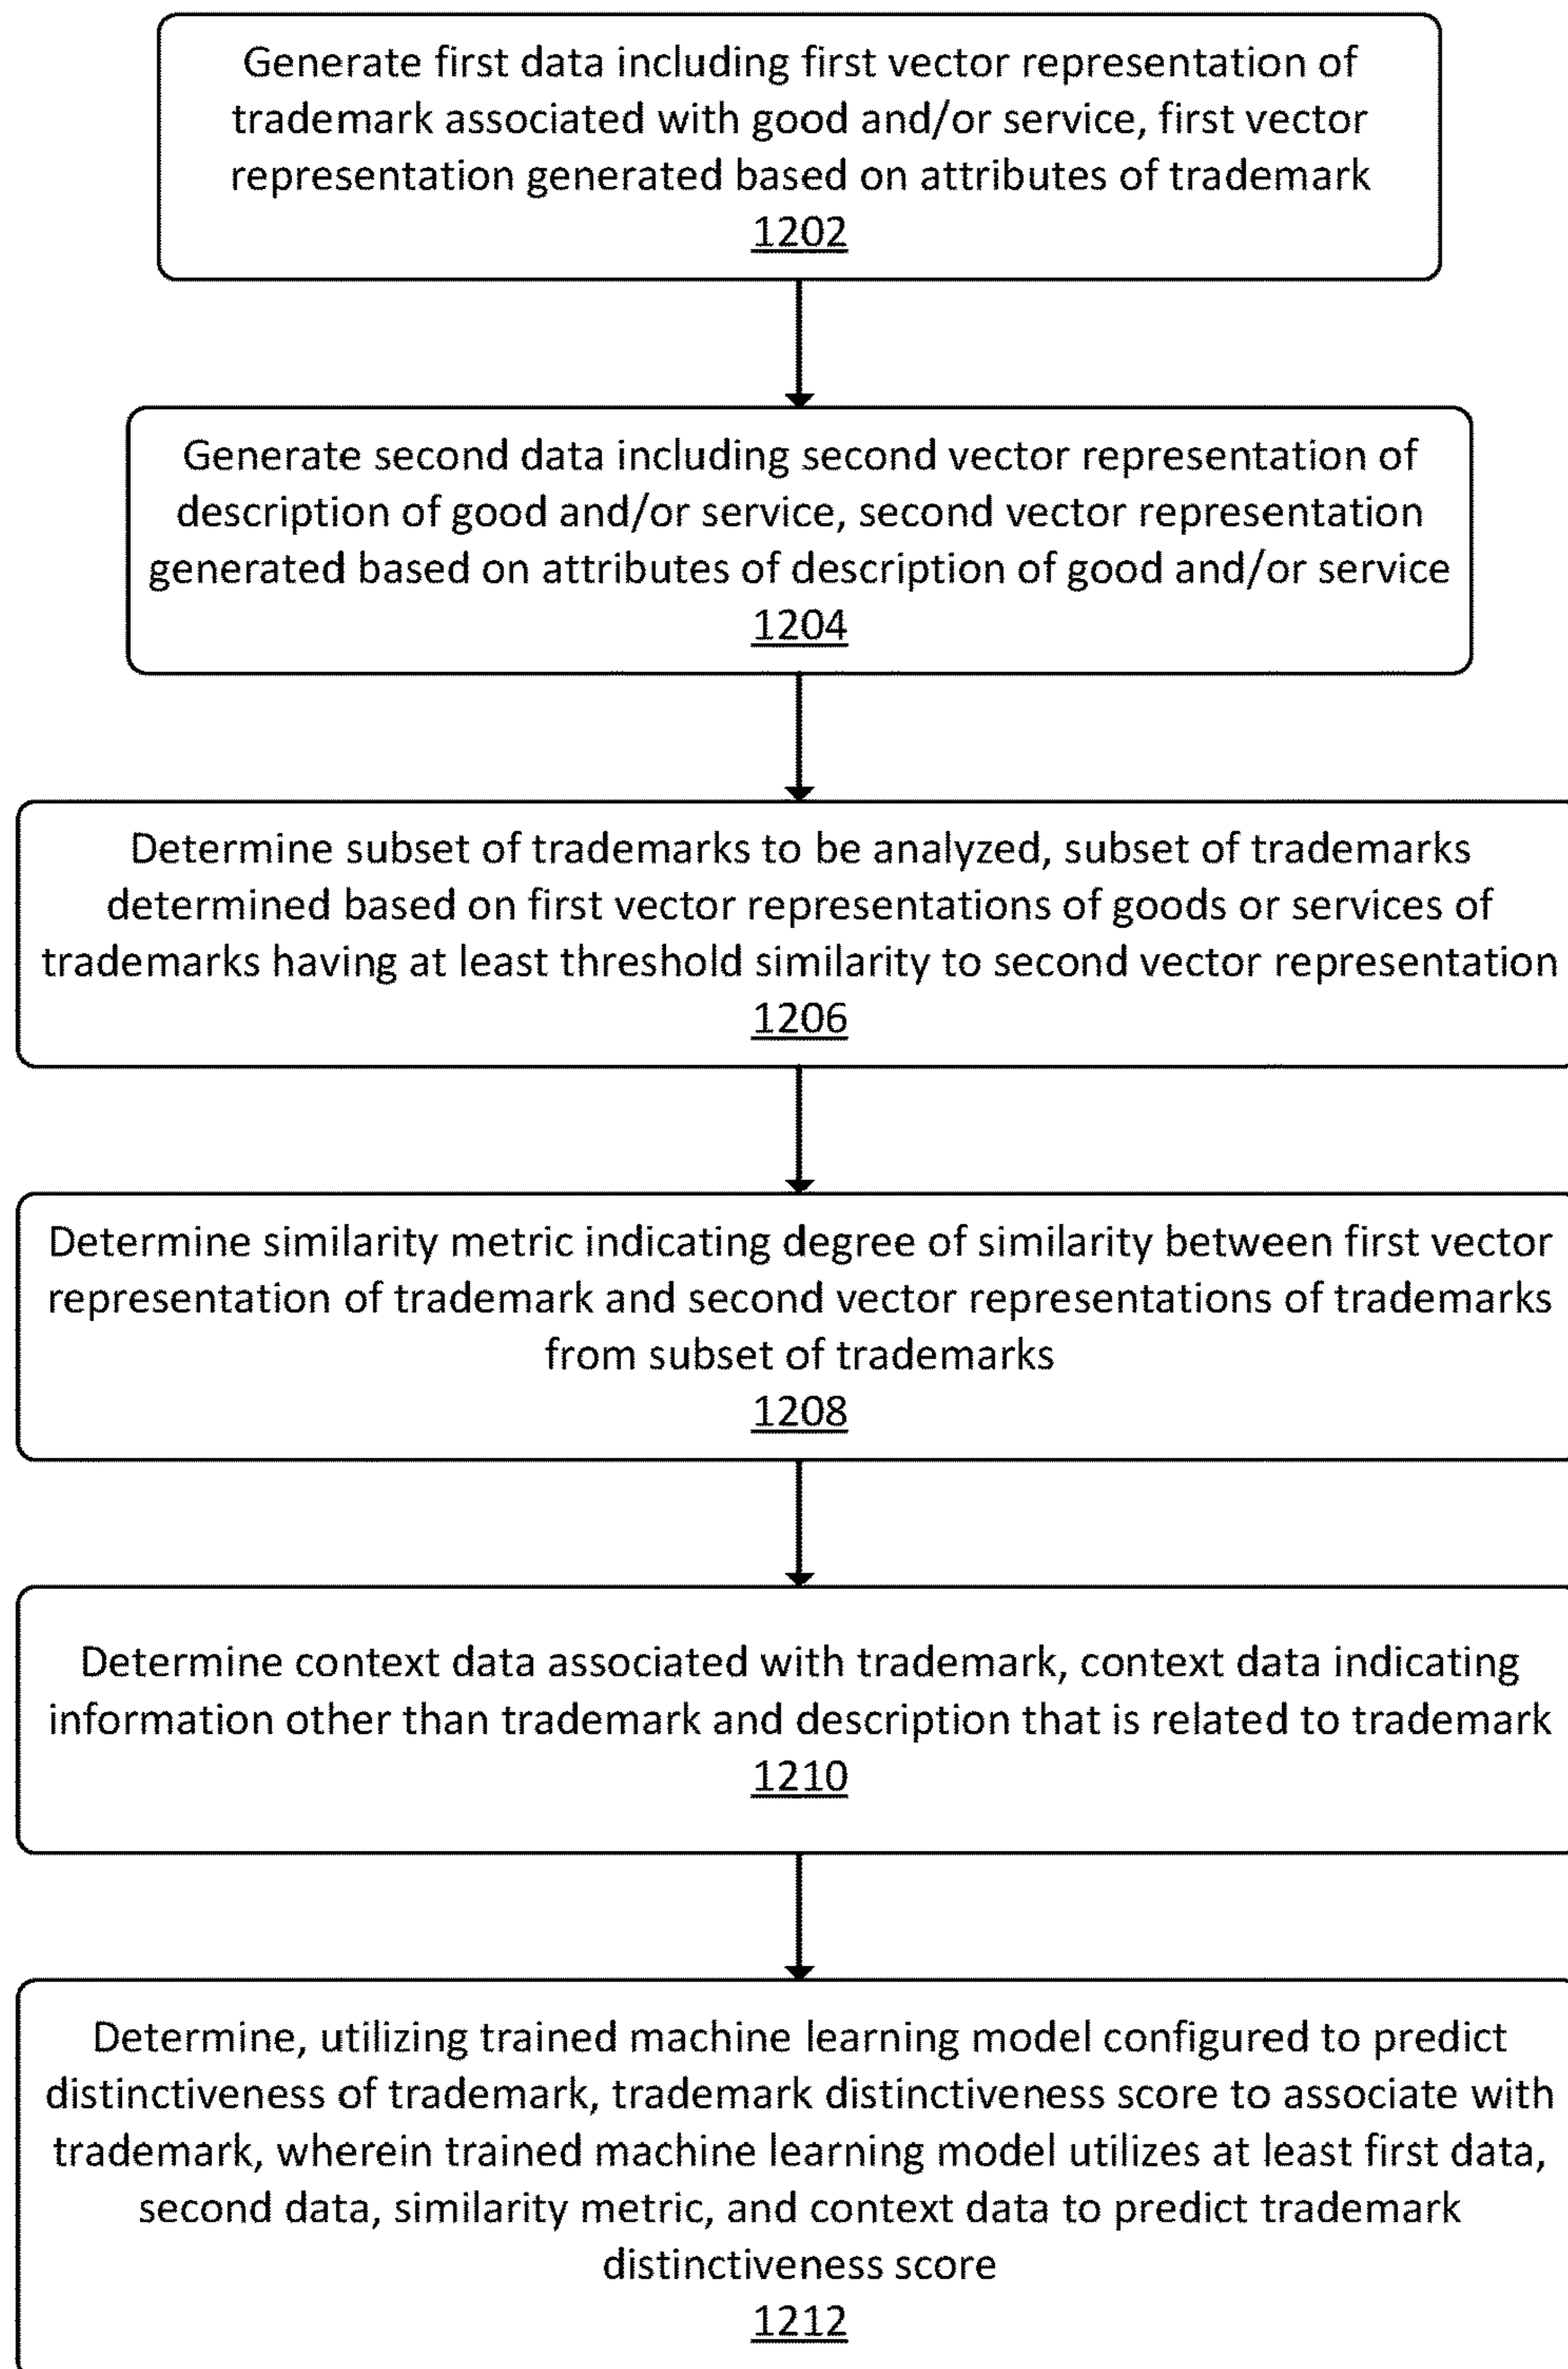 Generate first data including first vector representation of
trademark associated with good and/or service, first vector
representation generated based on attributes of trademark
1202
Generate second data including second vector representation of
description of good and/or service, second vector representation
generated based on attributes of description of good and/or service
1204
Determine subset of trademarks to be analyzed, subset of trademarks
determined based on first vector representations of goods or services of
trademarks having at least threshold similarity to second vector representation
1206
Determine similarity metric indicating degree of similarity between first vector
representation of trademark and second vector representations of trademarks
from subset of trademarks
1208
Determine context data associated with trademark, context data indicating
information other than trademark and description that is related to trademark
1210
Determine, utilizing trained machine learning model configured to predict
distinctiveness of trademark, trademark distinctiveness score to associate with
trademark, wherein trained machine learning model utilizes at least first data,
second data, similarity metric, and context data to predict trademark
distinctiveness score
1212